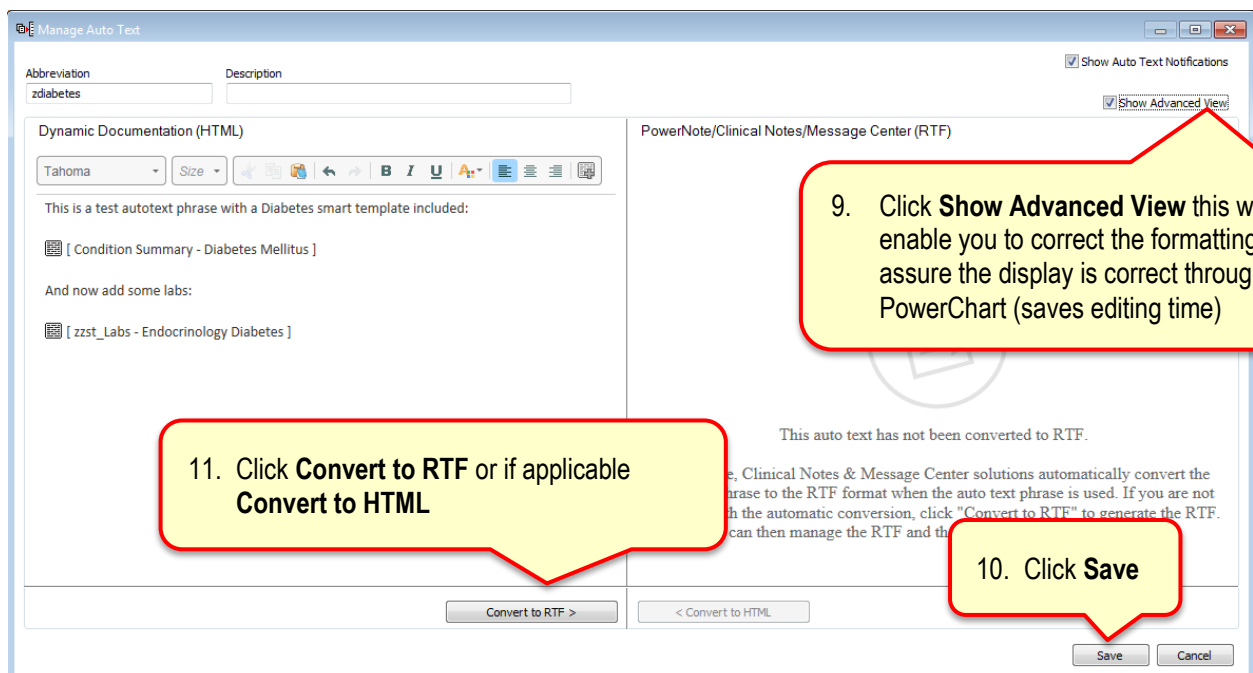 Manage Auto Text
Show Auto Text Notifications
Abbreviation
Description
zdiabetes
Show Advanced View
Dynamic Documentation (HTML)
PowerNote/Clinical Notes/Message Center (RTF)
Tahoma
Size
B I U A
This is a test autotext phrase with a Diabetes smart template included:
[ Condition Summary - Diabetes Mellitus ]
And now add some labs:
[ zzst_Labs - Endocrinology Diabetes ]
9. Click Show Advanced View this
enable you to correct the formatting
assure the display is correct
PowerChart (saves editing time)
This auto text has not been converted to RTF.
Clinical Notes & Message Center solutions automatically convert the
to the RTF format when the auto text phrase is used. If you are not
the automatic conversion, click "Convert to RTF" to generate the RTF.
can then manage the RTF and
11. Click Convert to RTF or if applicable
Convert to HTML
10. Click Save
Convert to RTF >
< Convert to HTML
Save
Cancel